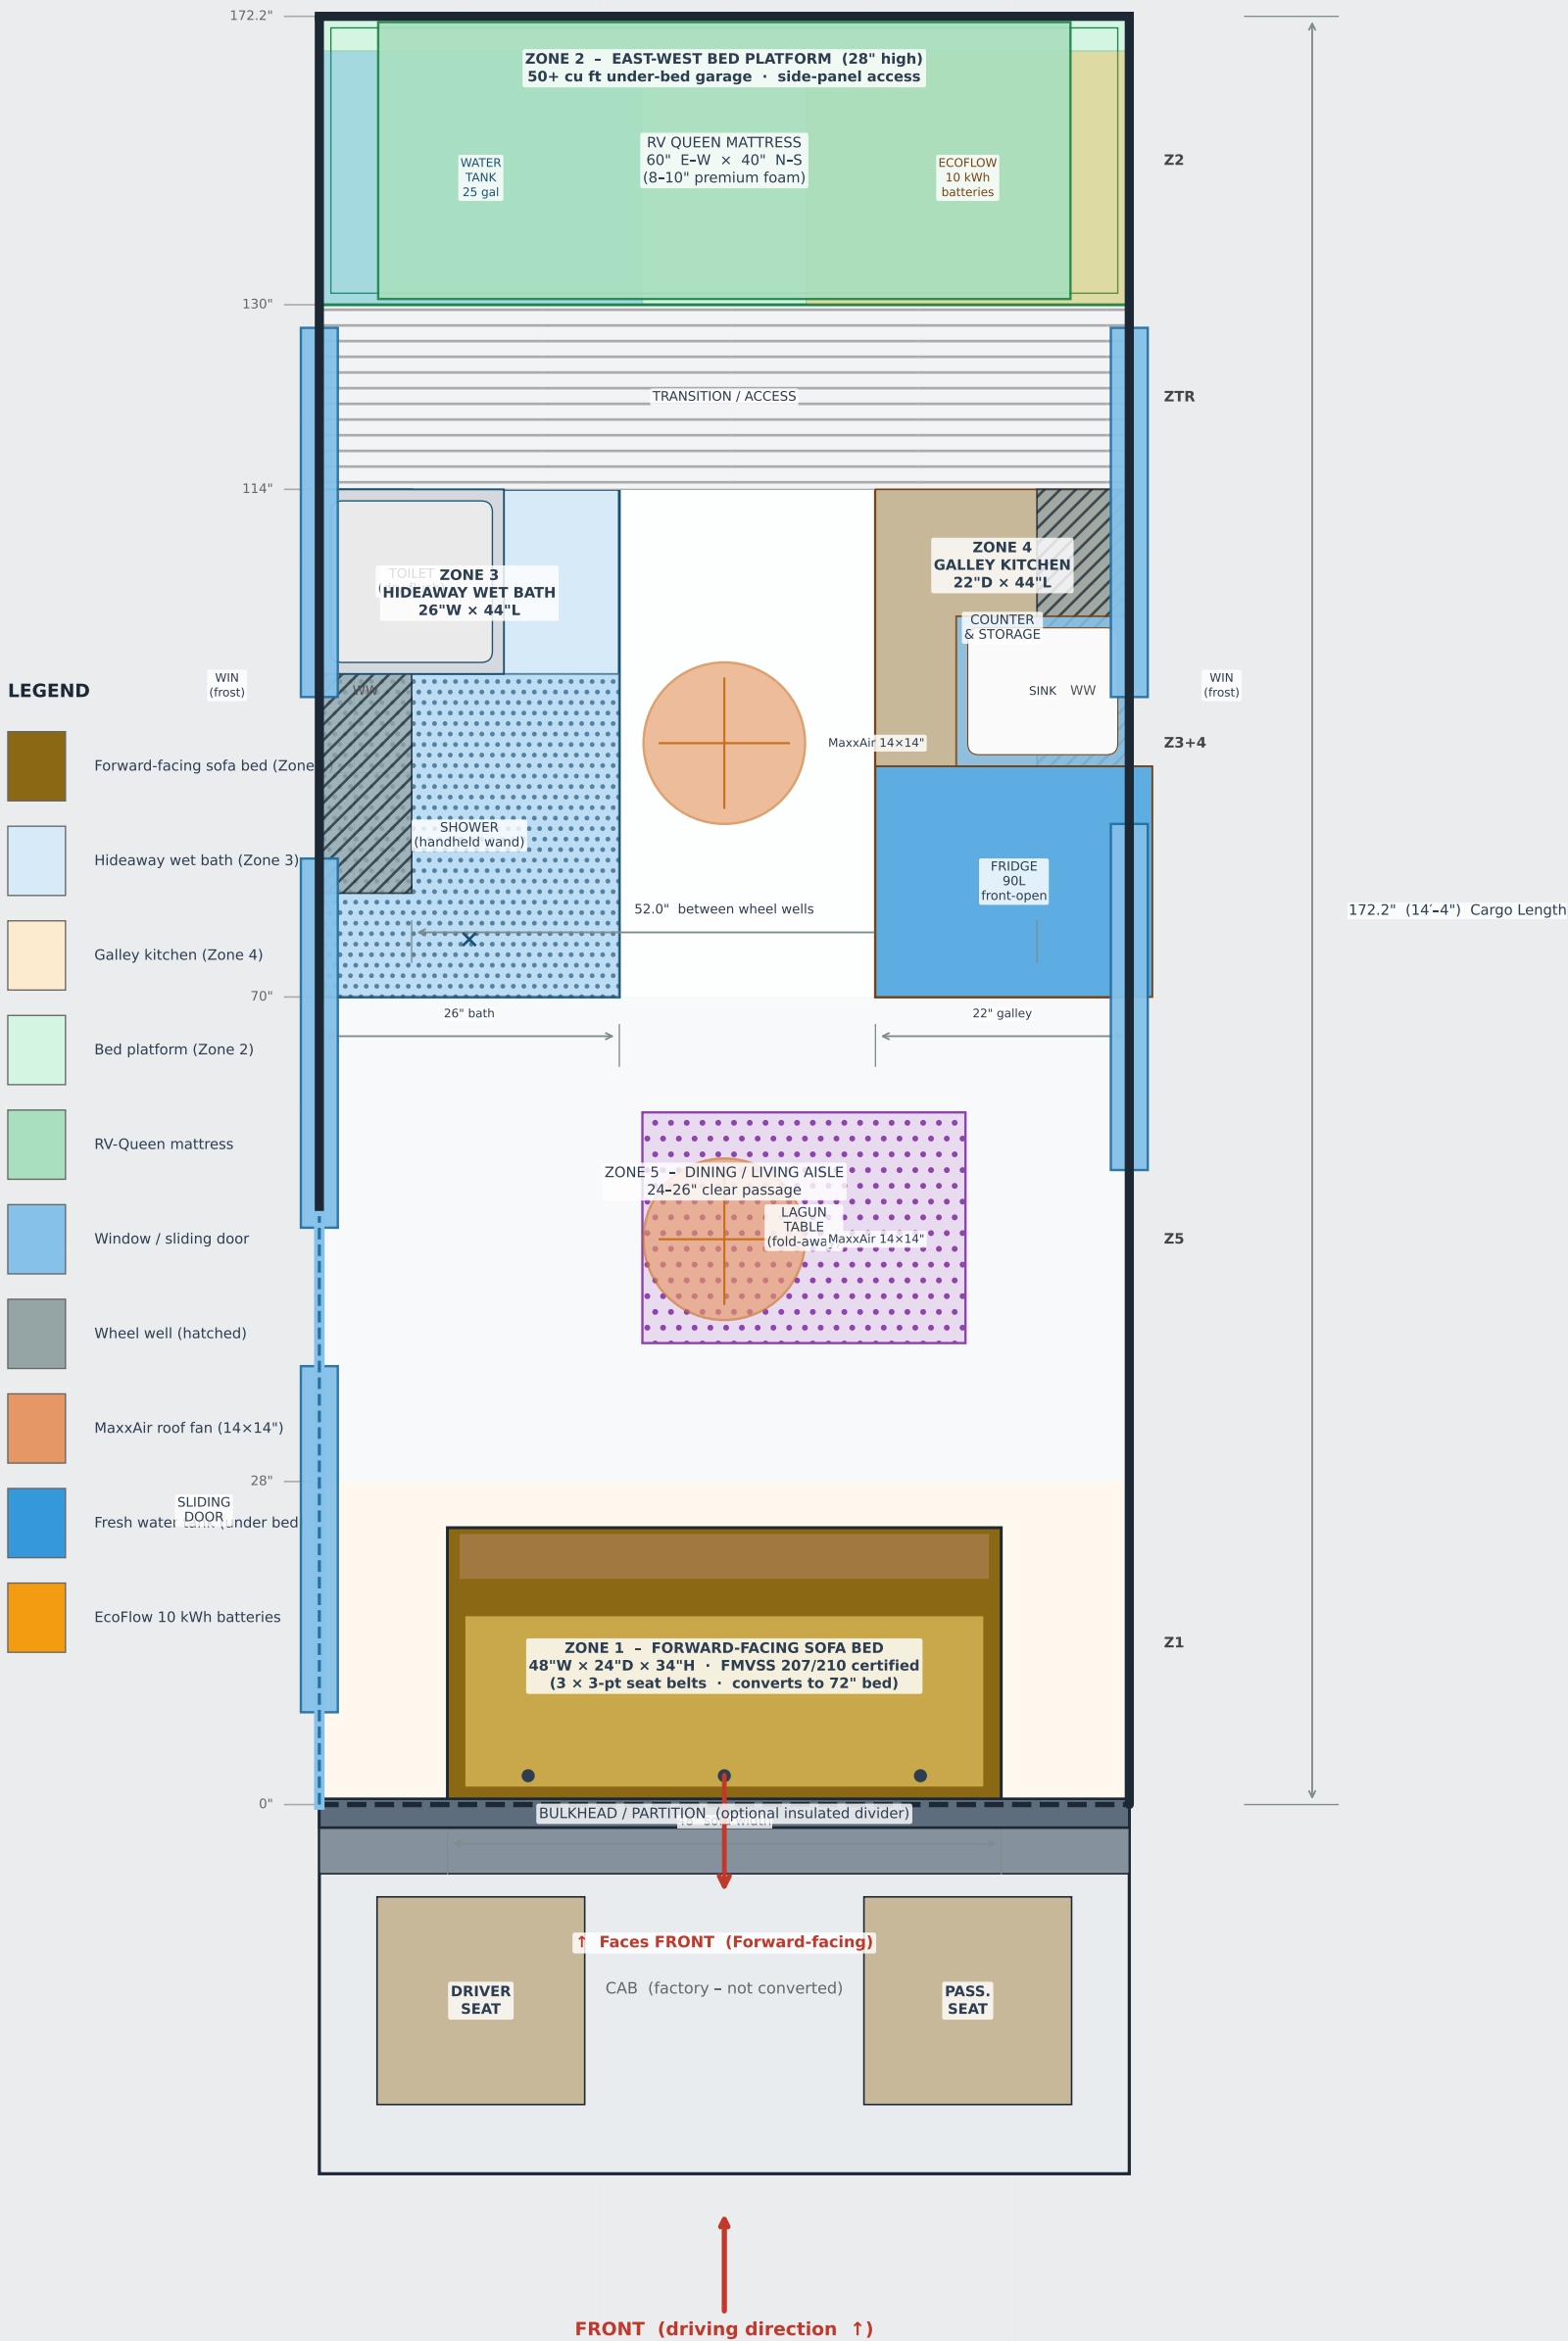 172.2"
ZONE 2 – EAST-WEST BED PLATFORM (28" high)
50+ cu ft under-bed garage · side-panel access
RV QUEEN MATTRESS
60" E–W × 40" N–S
(8–10" premium foam)
WATER
TANK
25 gal
ECOFLOW
10 kWh
batteries
Z2
130"
TRANSITION / ACCESS
ZTR
114"
TOILET
ZONE 3
HIDEAWAY WET BATH
26"W × 44"L
ZONE 4
GALLEY KITCHEN
22"D × 44"L
COUNTER
& STORAGE
WIN
(frost)
WW
SINK
WW
WIN
(frost)
MaxxAir 14×14"
Z3+4
SHOWER
(handheld wand)
FRIDGE
90L
front-open
52.0" between wheel wells
172.2" (14′–4") Cargo Length
70"
26" bath
22" galley
ZONE 5 – DINING / LIVING AISLE
24–26" clear passage
LAGUN
TABLE
(fold-away
MaxxAir 14×14"
Z5
28"
SLIDING
DOOR
ZONE 1 – FORWARD-FACING SOFA BED
48"W × 24"D × 34"H · FMVSS 207/210 certified
(3 × 3-pt seat belts · converts to 72" bed)
Z1
0"
BULKHEAD / PARTITION (optional insulated divider)
↑ Faces FRONT (Forward-facing)
CAB (factory – not converted)
DRIVER
SEAT
PASS.
SEAT
FRONT (driving direction ↑)
LEGEND
Forward-facing sofa bed (Zone
Hideaway wet bath (Zone 3)
Galley kitchen (Zone 4)
Bed platform (Zone 2)
RV-Queen mattress
Window / sliding door
Wheel well (hatched)
MaxxAir roof fan (14×14")
Fresh water tank (under bed
EcoFlow 10 kWh batteries